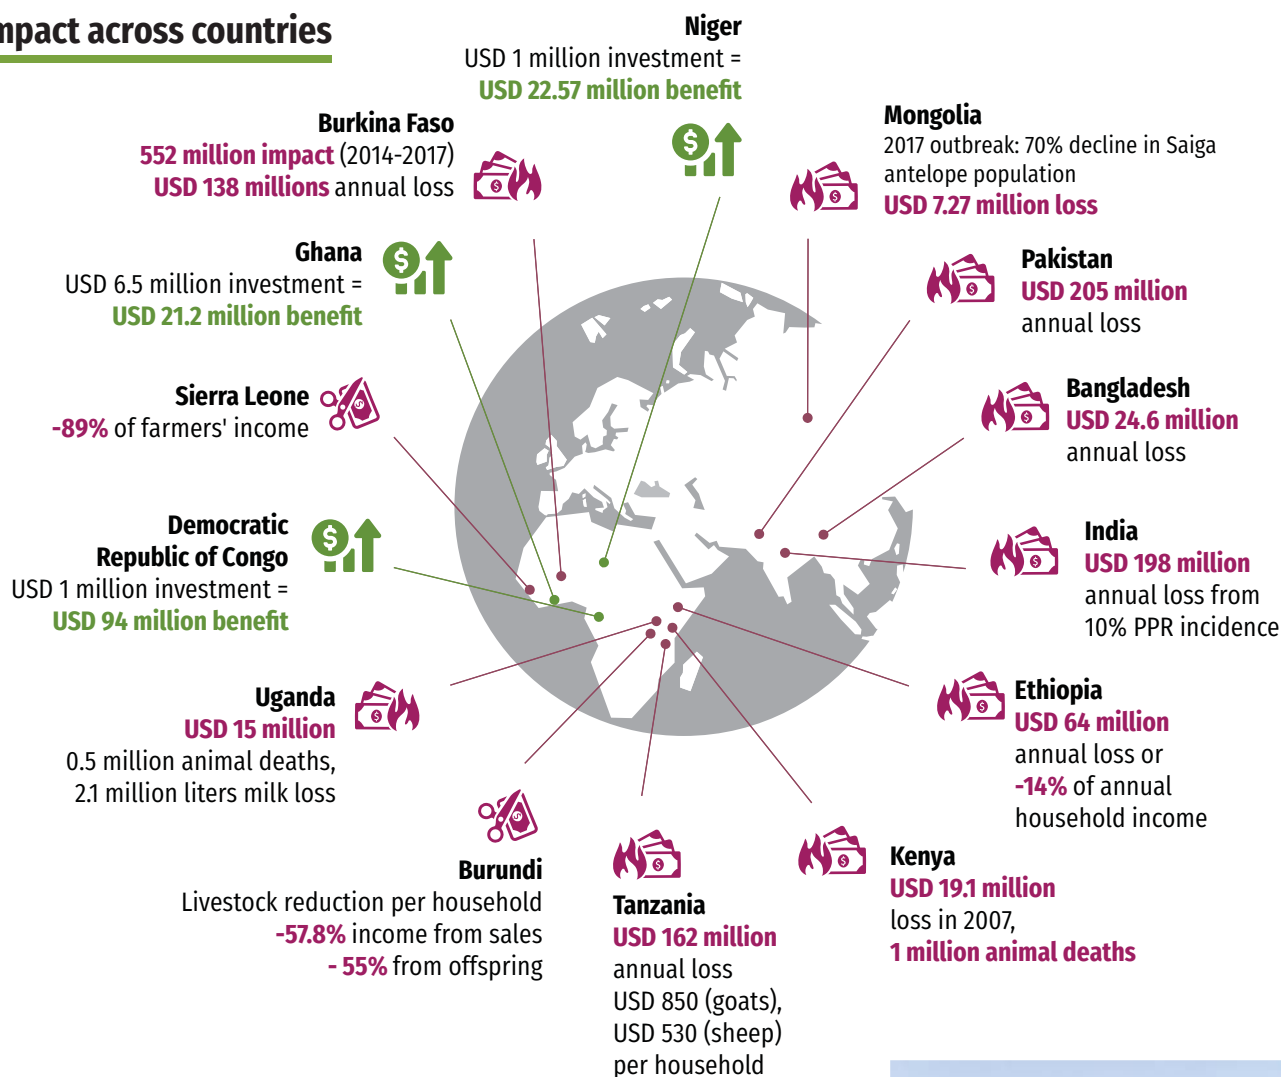 mpact across countries
Niger
USD 1 million investment =
USD 22.57 million benefit
Burkina Faso
552 million impact (2014-2017)
USD 138 millions annual loss
Mongolia
2017 outbreak: 70% decline in Saiga
antelope population
USD 7.27 million loss
Ghana
USD 6.5 million investment =
USD 21.2 million benefit
Pakistan
USD 205 million
annual loss
Sierra Leone
-89% of farmers' income
Bangladesh
USD 24.6 million
annual loss
Democratic
Republic of Congo
USD 1 million investment =
USD 94 million benefit
India
USD 198 million
annual loss from
10% PPR incidence
Uganda
USD 15 million
0.5 million animal deaths,
2.1 million liters milk loss
Ethiopia
USD 64 million
annual loss or
-14% of annual
household income
Burundi
Livestock reduction per household
-57.8% income from sales
- 55% from offspring
Tanzania
USD 162 million
annual loss
USD 850 (goats),
USD 530 (sheep)
per household
Kenya
USD 19.1 million
loss in 2007,
1 million animal deaths